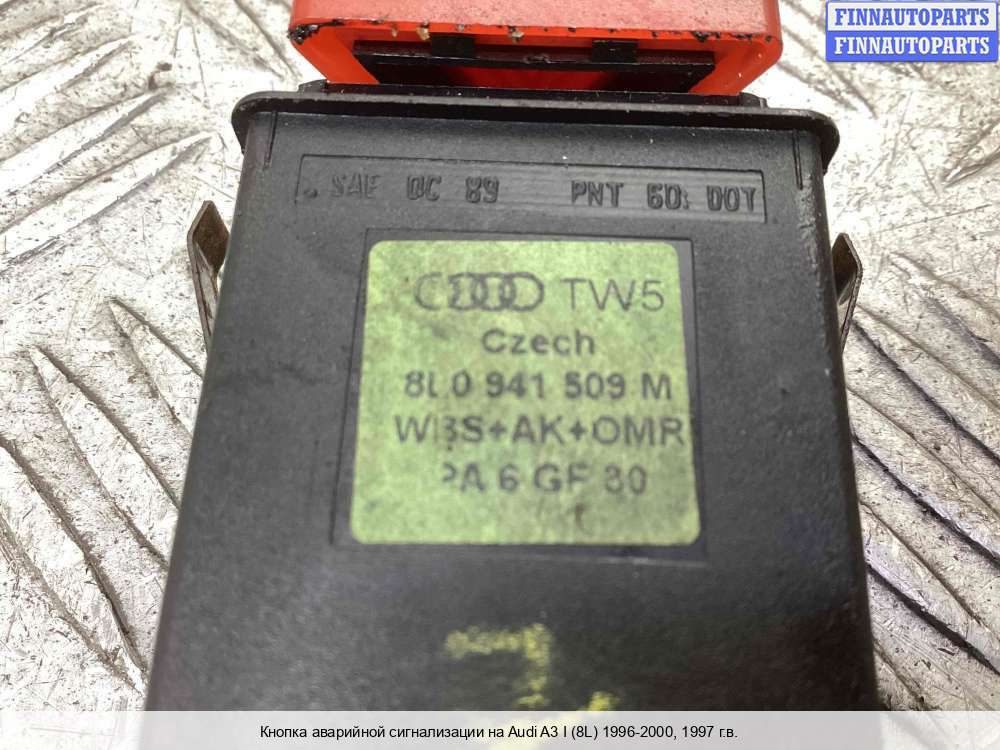 FINNAUTOPARTS
FINNAUTOPARTS
SAE QC 89 PNT 60: DOT
TW5
Czech
8L0 941 509 M
WBS+AK+OMR
PA 6 GF 30
Кнопка аварийной сигнализации на Audi A3 I (8L) 1996-2000, 1997 г.в.